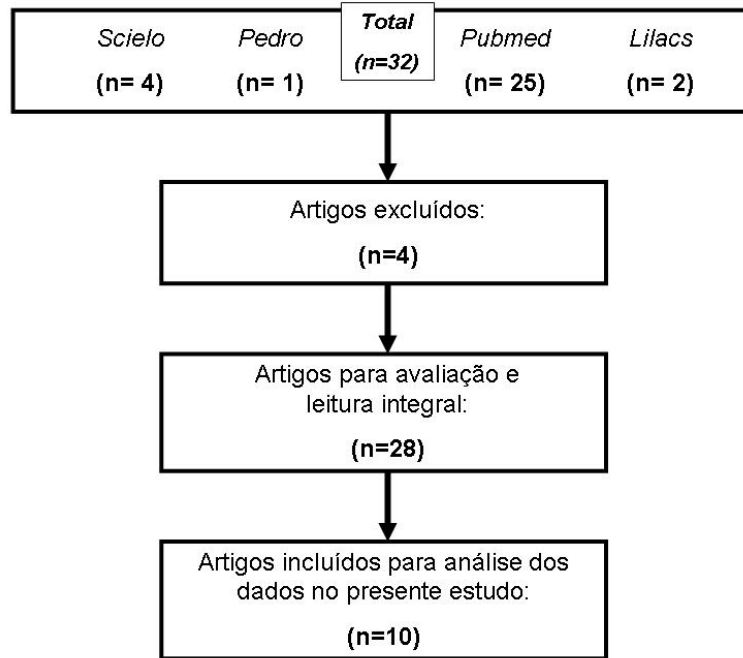 Scielo
(n= 4)
Pedro
(n= 1)
Total
(n=32)
Pubmed
(n= 25)
Lilacs
(n= 2)
Artigos excluídos:
(n=4)
Artigos para avaliação e
leitura integral:
(n=28)
Artigos incluídos para análise dos
dados no presente estudo:
(n=10)